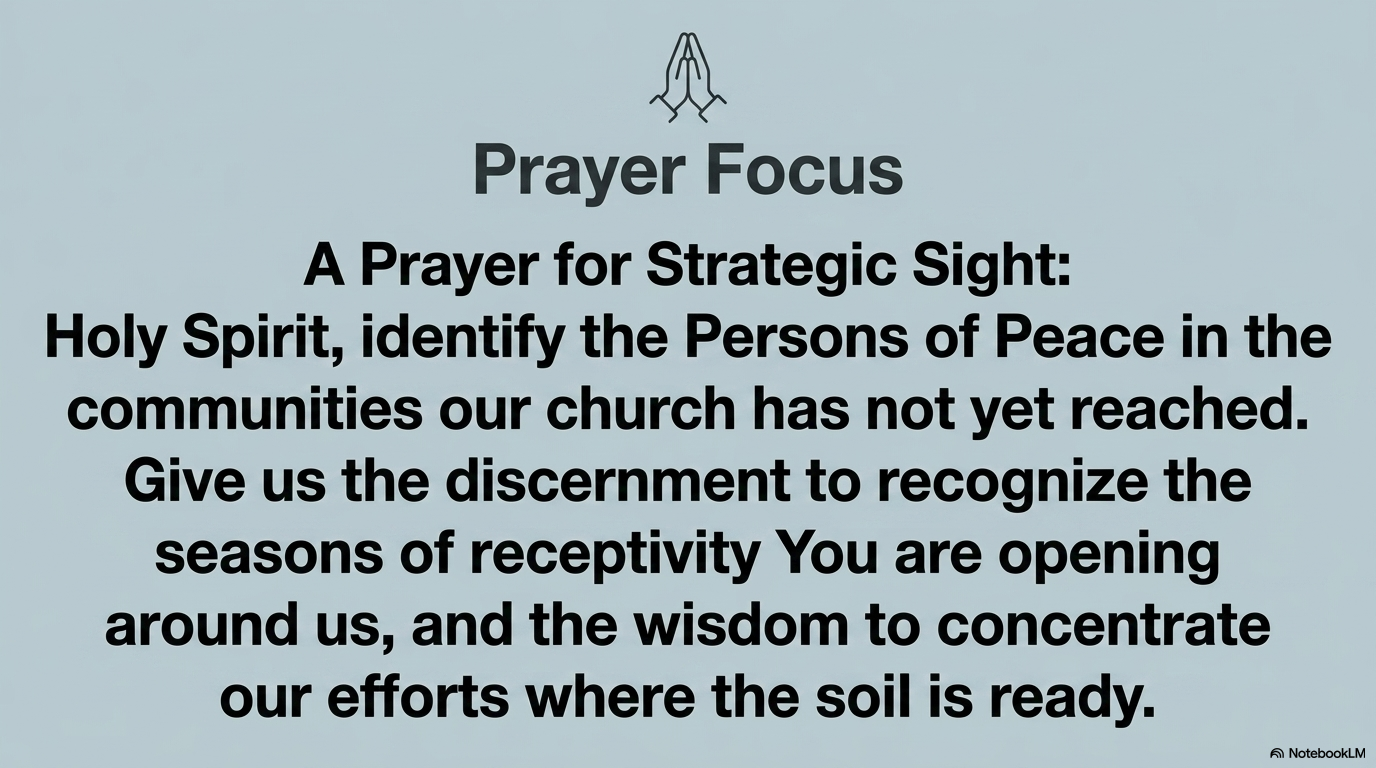 Prayer Focus
A Prayer for Strategic Sight:
Holy Spirit, identify the Persons of Peace in the
communities our church has not yet reached.
Give us the discernment to recognize the
seasons of receptivity You are opening
around us, and the wisdom to concentrate
our efforts where the soil is ready.
NotebookLM